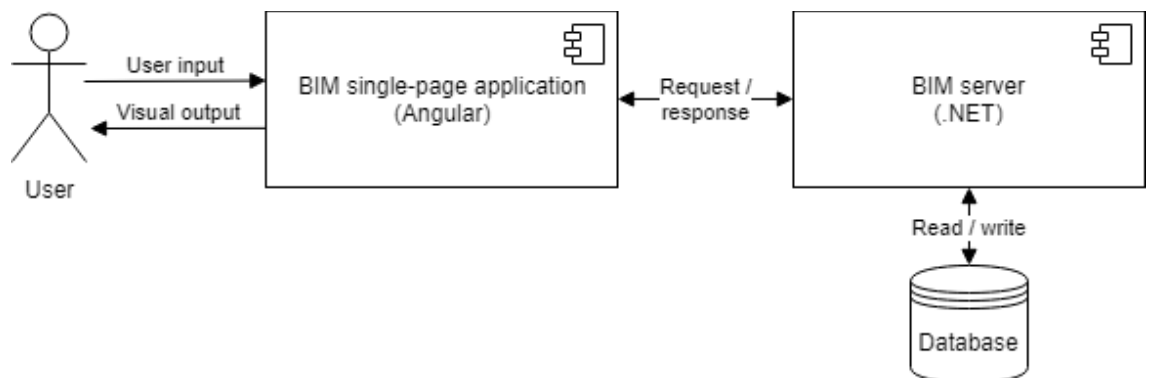 User input
Visual output
User
BIM single-page application
(Angular)
Request /
response
BIM server
(.NET)
Read / write
Database